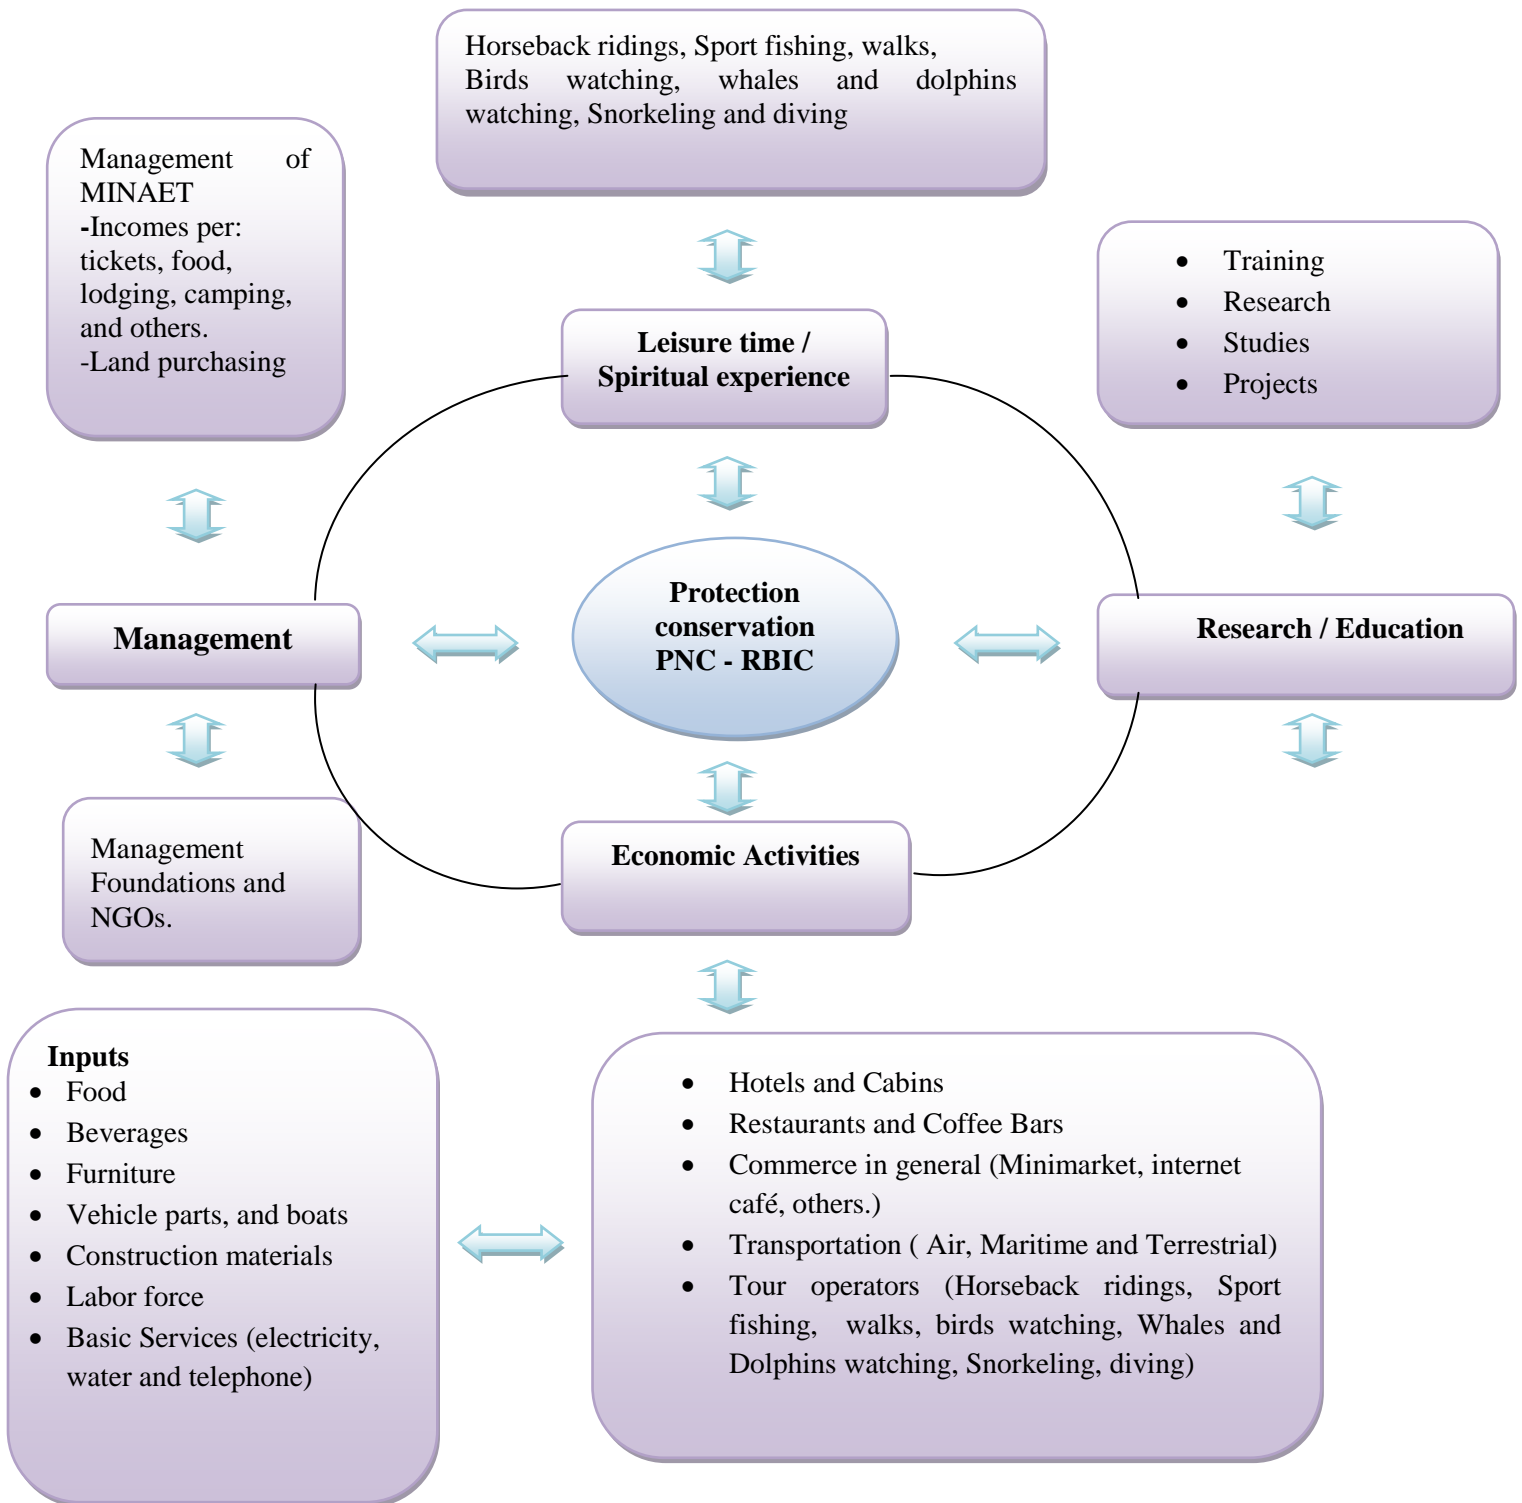 Horseback ridings, Sport fishing, walks,
Birds watching, whales and dolphins
watching, Snorkeling and diving
Management of
MINAET
-Incomes per:
tickets, food,
lodging, camping,
and others.
-Land purchasing
• Training
• Research
• Studies
• Projects
Leisure time /
Spiritual experience
Management
Protection
conservation
PNC - RBIC
Research / Education
Management
Foundations and
NGOs.
Economic Activities
Inputs
• Food
• Beverages
• Furniture
• Vehicle parts, and boats
• Construction materials
• Labor force
• Basic Services (electricity,
water and telephone)
• Hotels and Cabins
• Restaurants and Coffee Bars
• Commerce in general (Minimarket, internet
café, others.)
• Transportation ( Air, Maritime and Terrestrial)
• Tour operators (Horseback ridings, Sport
fishing, walks, birds watching, Whales and
Dolphins watching, Snorkeling, diving)